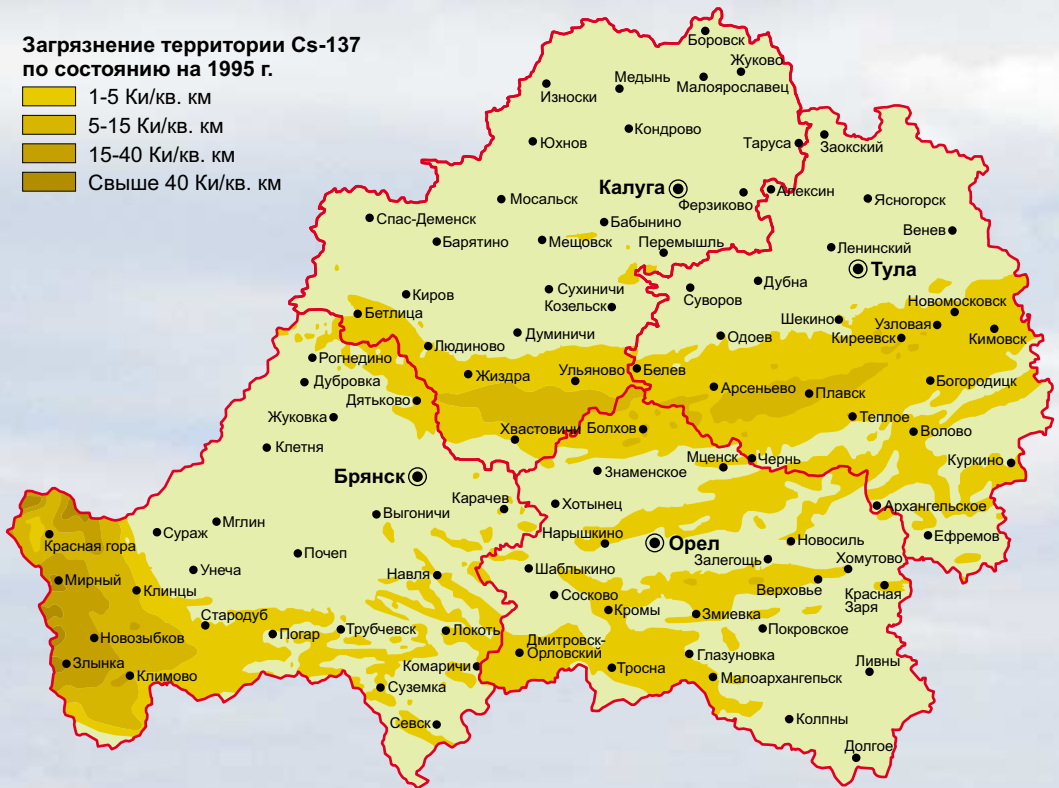 Загрязнение территории Cs-137
по состоянию на 1995 г.
1-5 Ки/кв. км
5-15 Ки/кв. км
15-40 Ки/кв. км
Свыше 40 Ки/кв. км
Боровск
Жуково
Медынь
Малоярославец
Износки
Кондрово
Юхнов
Таруса
Заокский
Калуга
Ферзиково
Алексин
Мосальск
Ясногорск
Спас-Деменск
Бабынино
Венев
Барятино
Мещовск
Перемышль
Ленинский
Тула
Дубна
Киров
Сухиничи
Суворов
Козельск
Новомосковск
Бетлица
Шекино
Узловая
Думиничи
Одоев
Киреевск
Кимовск
Людиново
Рогнедино
Жиздра
Ульяново
Белев
Дубровка
Арсеньево
Плавск
Богородицк
Дятьково
Жуковка
Хвастовичи
Болхов
Теплое
Волово
Клетня
Мценск
Чернь
Куркино
Брянск
Знаменское
Карачев
Хотынец
Архангельское
Выгоничи
Мглин
Сураж
Красная гора
Нарышкино
Орел
Новосиль
Ефремов
Почеп
Залегощь
Хомутово
Унеча
Навля
Шаблыкино
Мирный
Клинцы
Верховье
Красная
Заря
Сосково
Стародуб
Кромы
Змиевка
Новозыбков
Погар
Трубчевск
Локоть
Покровское
Дмитровск-
Орловский
Глазуновка
Злынка
Комаричи
Тросна
Ливны
Климово
Малоархангельск
Суземка
Севск
Колпны
Долгое